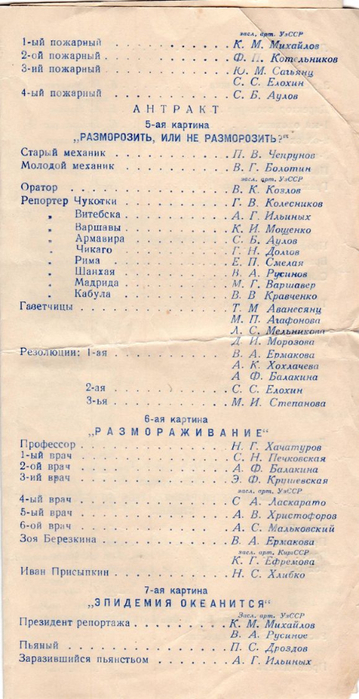 засл. арт. УзССР
1-ый пожарный . . . . . . . . К. М. Михайлов
2-ой пожарный . . . . . . . . Ф. П. Котельников
3-ий пожарный . . . . . . . . Ю. М. Сатьянц
С. С. Елохин
4-ый пожарный . . . . . . . . С. Б. Аулов
АНТРАКТ
5-ая картина
„РАЗМОРОЗИТЬ, ИЛИ НЕ РАЗМОРОЗИТЬ?"
Старый механик . . . . . . . . П. В. Чепрунов
Молодой механик . . . . . . . . В. Г. Болотин
засл. арт. УзССР
Оратор . . . . . . . . В. К. Козлов
Репортер Чукотки . . . . . . . . Г. В. Колесников
„ Витебска . . . . . . . . А. Г. Ильиных
„ Варшавы . . . . . . . . К. И. Мощенко
„ Армавира . . . . . . . . С. Б. Аулов
„ Чикаго . . . . . . . . Г. Н. Долгов
„ Рима . . . . . . . . Е. П. Смелая
„ Шанхая . . . . . . . . В. А. Русинов
„ Мадрида . . . . . . . . М. Г. Варшавер
„ Кабула . . . . . . . . В. В Кравченко
Газетчицы . . . . . . . . Т. М Аванесянц
М. П. Агафонова
Л. С. Мельникова
Д. И. Морозова
Резолюции: 1-ая . . . . . . . . В. А. Ермакова
А. К. Хохлачева
А. Ф. Балакина
2-ая . . . . . . . . С. С. Елохин
3-ья . . . . . . . . М. И. Степанова
6-ая картина
„РАЗМОРАЖИВАНИЕ"
Профессор . . . . . . . . Н. Г. Хачатуров
1-ый врач . . . . . . . . С. Н. Печковская
2-ой врач . . . . . . . . А. Ф. Балакина
3-ий врач . . . . . . . . Э. Ф. Крушевская
засл. арт. УзССР
4-ый врач . . . . . . . . С А. Ласкарато
5-ый врач . . . . . . . . А. В. Христофоров
6-ой врач . . . . . . . . А. С. Мальковский
Зоя Березкина . . . . . . . . В. А. Ермакова
засл. арт. КирССР
К. Г. Ефремова
Иван Присыпкин . . . . . . . . Н. С. Хлибко
7-ая картина
„ЭПИДЕМИЯ ОКЕАНИТСЯ"
Засл. арт. УзССР
Президент репортажа . . . . . . . . К. М. Михайлов
В. А. Русинов
Пьяный . . . . . . . . П. С. Дроздов
Заразившийся пьянством . . . . . . . . А. Г. Ильиных